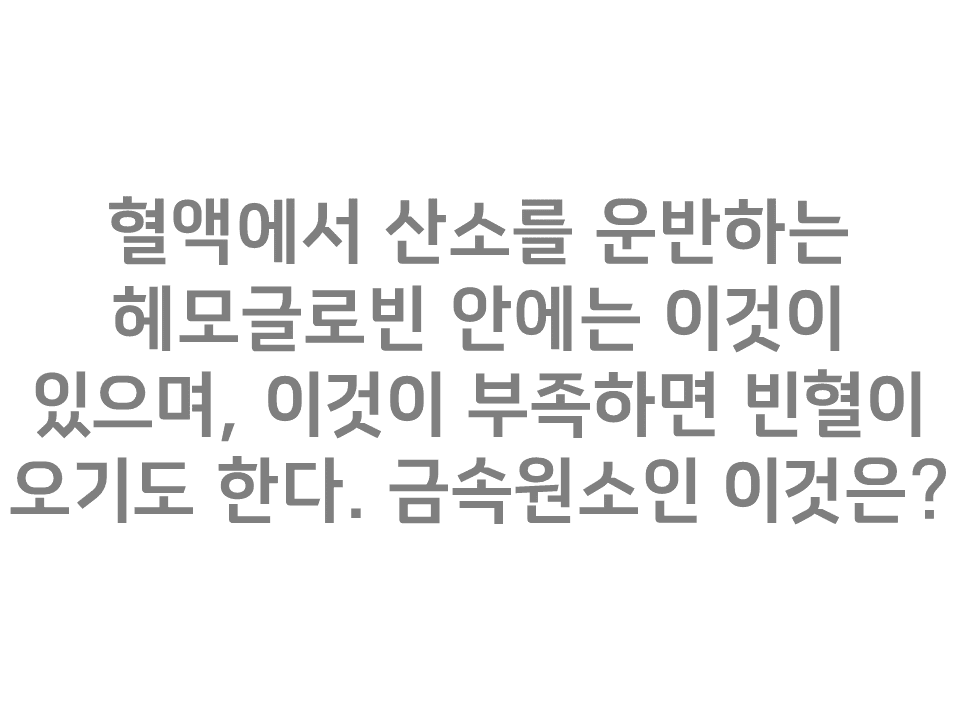 혈액에서 산소를 운반하는
헤모글로빈 안에는 이것이
있으며, 이것이 부족하면 빈혈이
오기도 한다. 금속원소인 이것은?